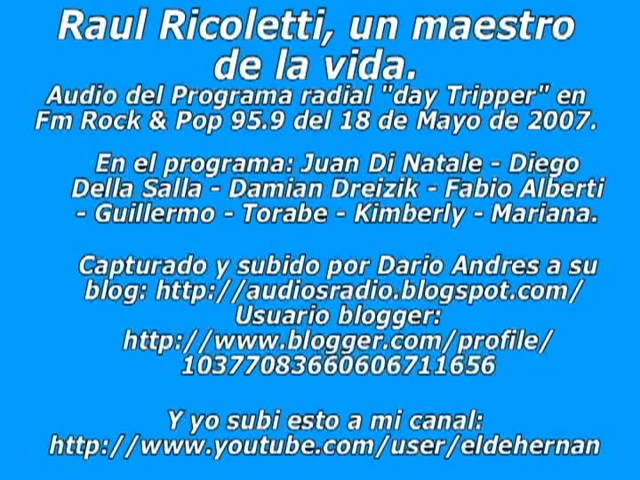 Raul Ricoletti, un maestro
de la vida.
Audio del Programa radial "day Tripper" en
Fm Rock & Pop 95.9 del 18 de Mayo de 2007.
En el programa: Juan Di Natale - Diego
Della Salla - Damian Dreizik - Fabio Alberti
- Guillermo - Torabe - Kimberly - Mariana.
Capturado y subido por Dario Andres a su
blog: http://audiosradio.blogspot.com/
Usuario blogger:
http://www.blogger.com/profile/
10377083660606711656
Y yo subi esto a mi canal:
http://www.youtube.com/user/eldehernan